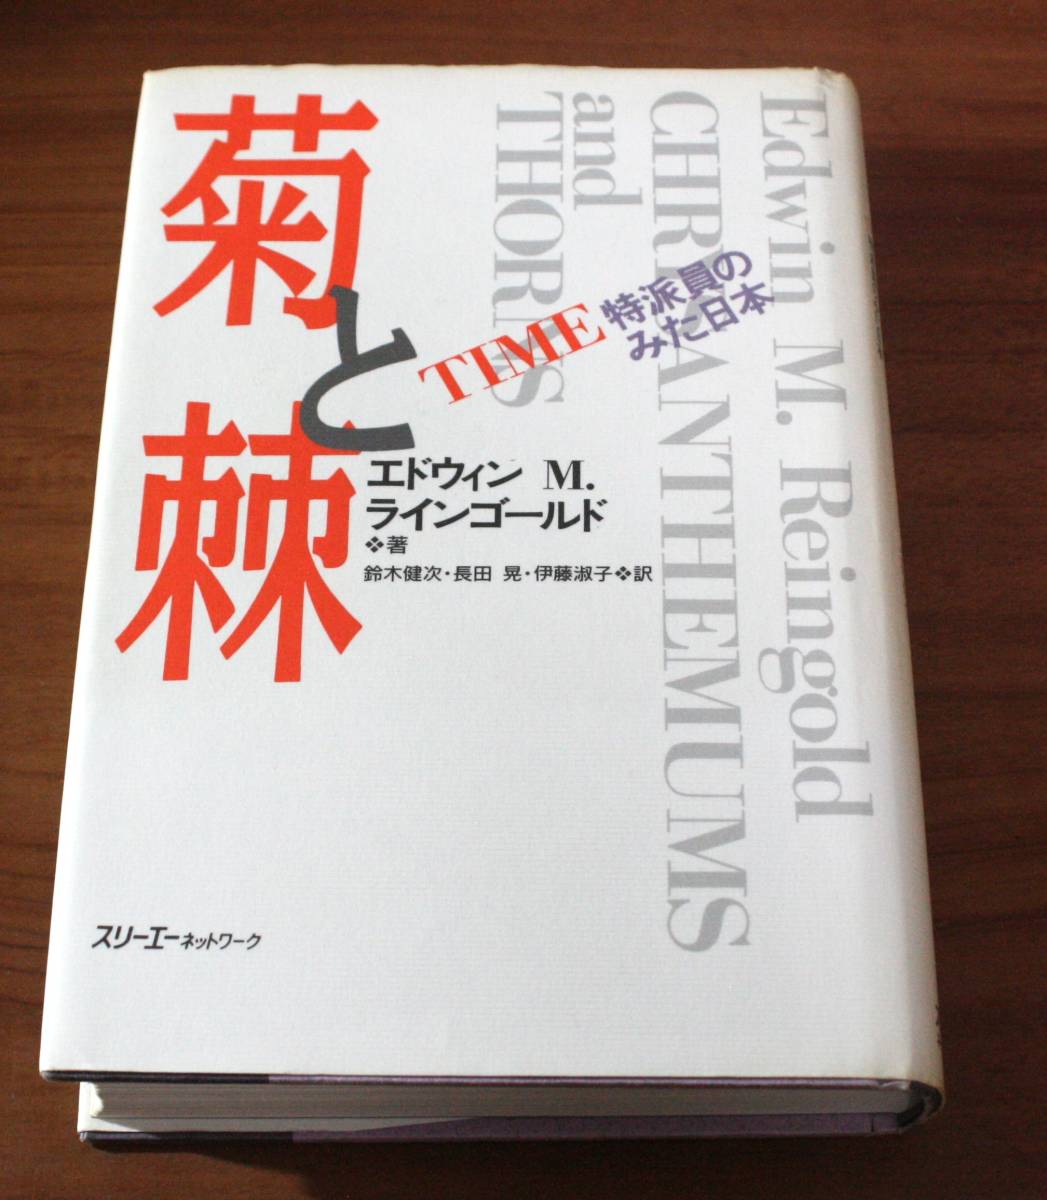 Edwin M. Reingold
CHRYSANTHEMUMS
and
THORNS
菊
と
棘
TIME 特派員の
みた日本
エドウィン M.
ラインゴールド
❖著
鈴木健次・長田 晃・伊藤淑子❖訳
スリーエーネットワーク